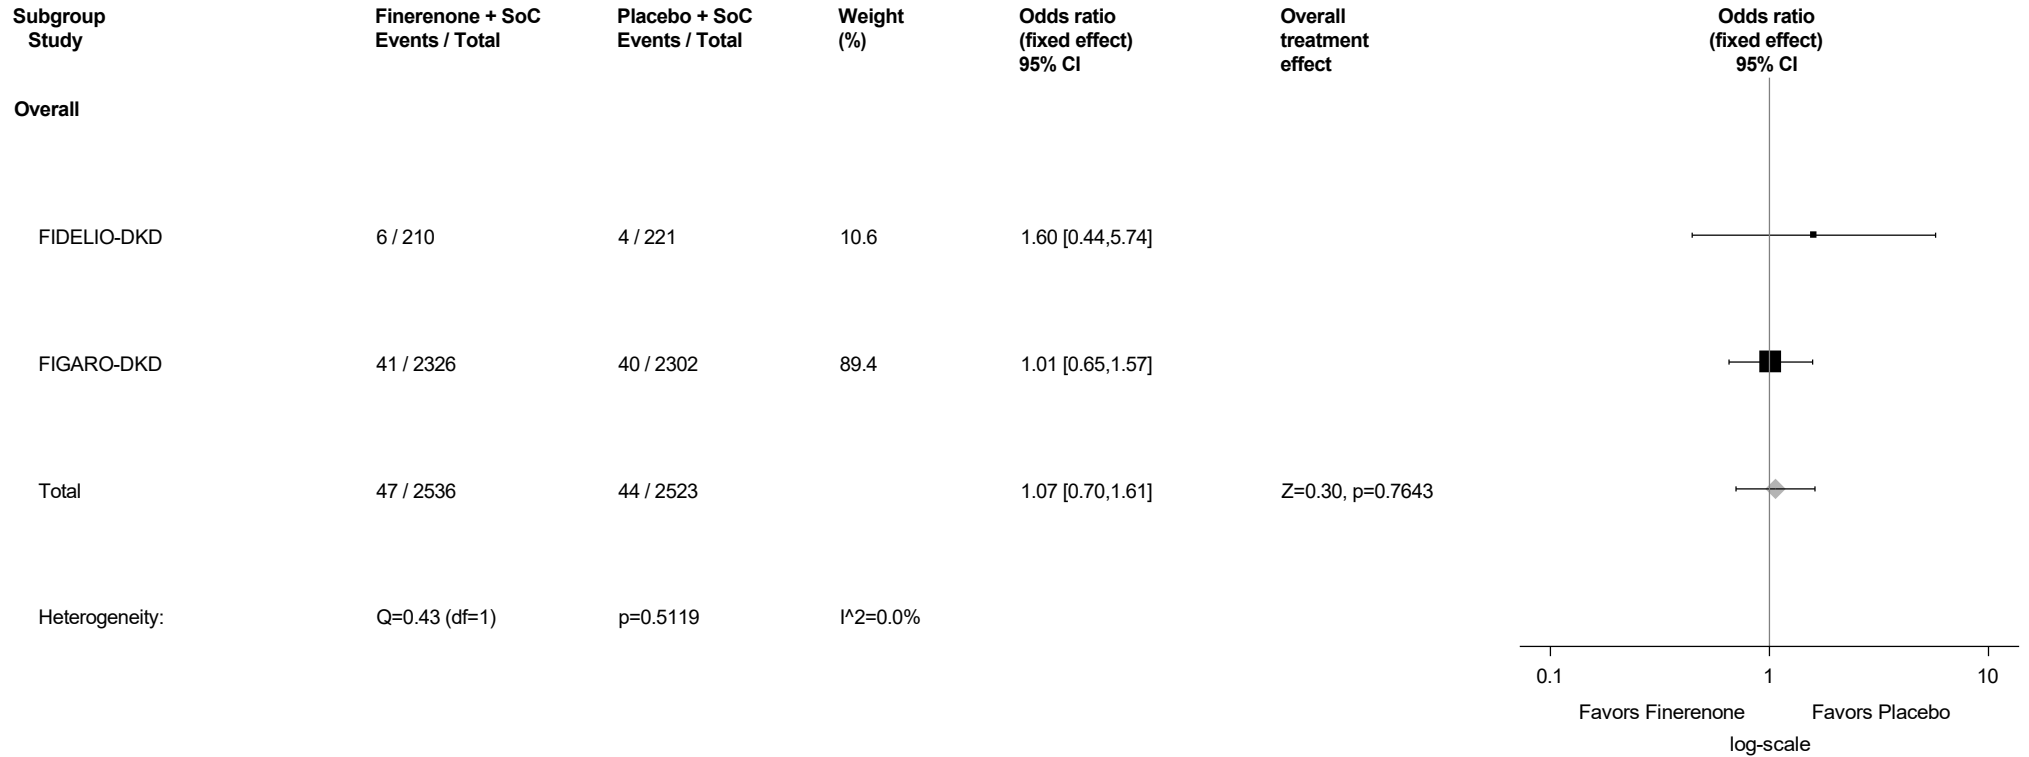 Subgroup Finerenone + SoC Placebo + SoC Weight Odds ratio Overall Odds ratio
Study Events / Total Events / Total (%) (fixed effect) treatment (fixed effect)
95% CI effect 95% CI
Overall
FIDELIO-DKD 6 / 210 4 / 221 10.6 1.60 [0.44,5.74]
FIGARO-DKD 41 / 2326 40 / 2302 89.4 1.01 [0.65,1.57]
Total 47 / 2536 44 / 2523 1.07 [0.70,1.61] Z=0.30, p=0.7643
Heterogeneity: Q=0.43 (df=1) p=0.5119 I^2=0.0%
0.1 1 10
Favors Finerenone Favors Placebo
log-scale